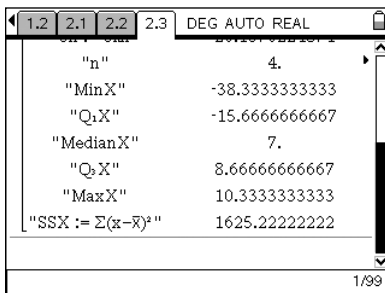 1.2 2.1 2.2 2.3 DEG AUTO REAL
"n" 4.
"MinX" -38.3333333333
"Q₁X" -15.6666666667
"MedianX" 7.
"Q₃X" 8.66666666667
"MaxX" 10.3333333333
"SSX := Σ(x-x̄)²" 1625.22222222
1/99